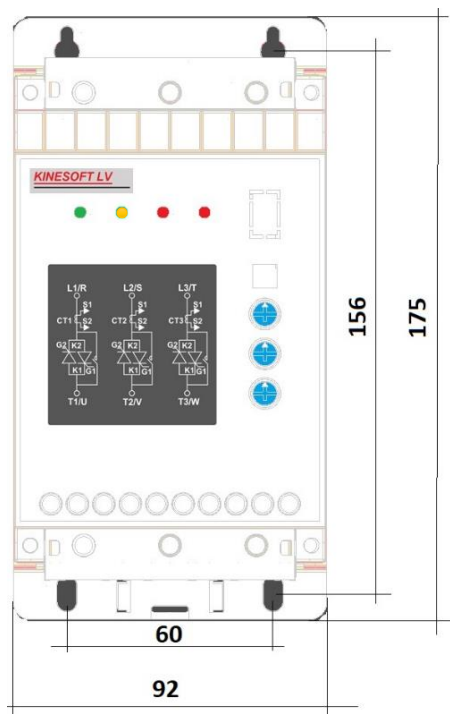 KINESOFT LV
L1/R L2/S L3/T
S1 S1 S1
CT1 S2 CT2 S2 CT3 S2
G2 K2 G2 K2 G2 K2
K1 G1 K1 G1 K1 G1
T1/U T2/V T3/W
156
175
60
92